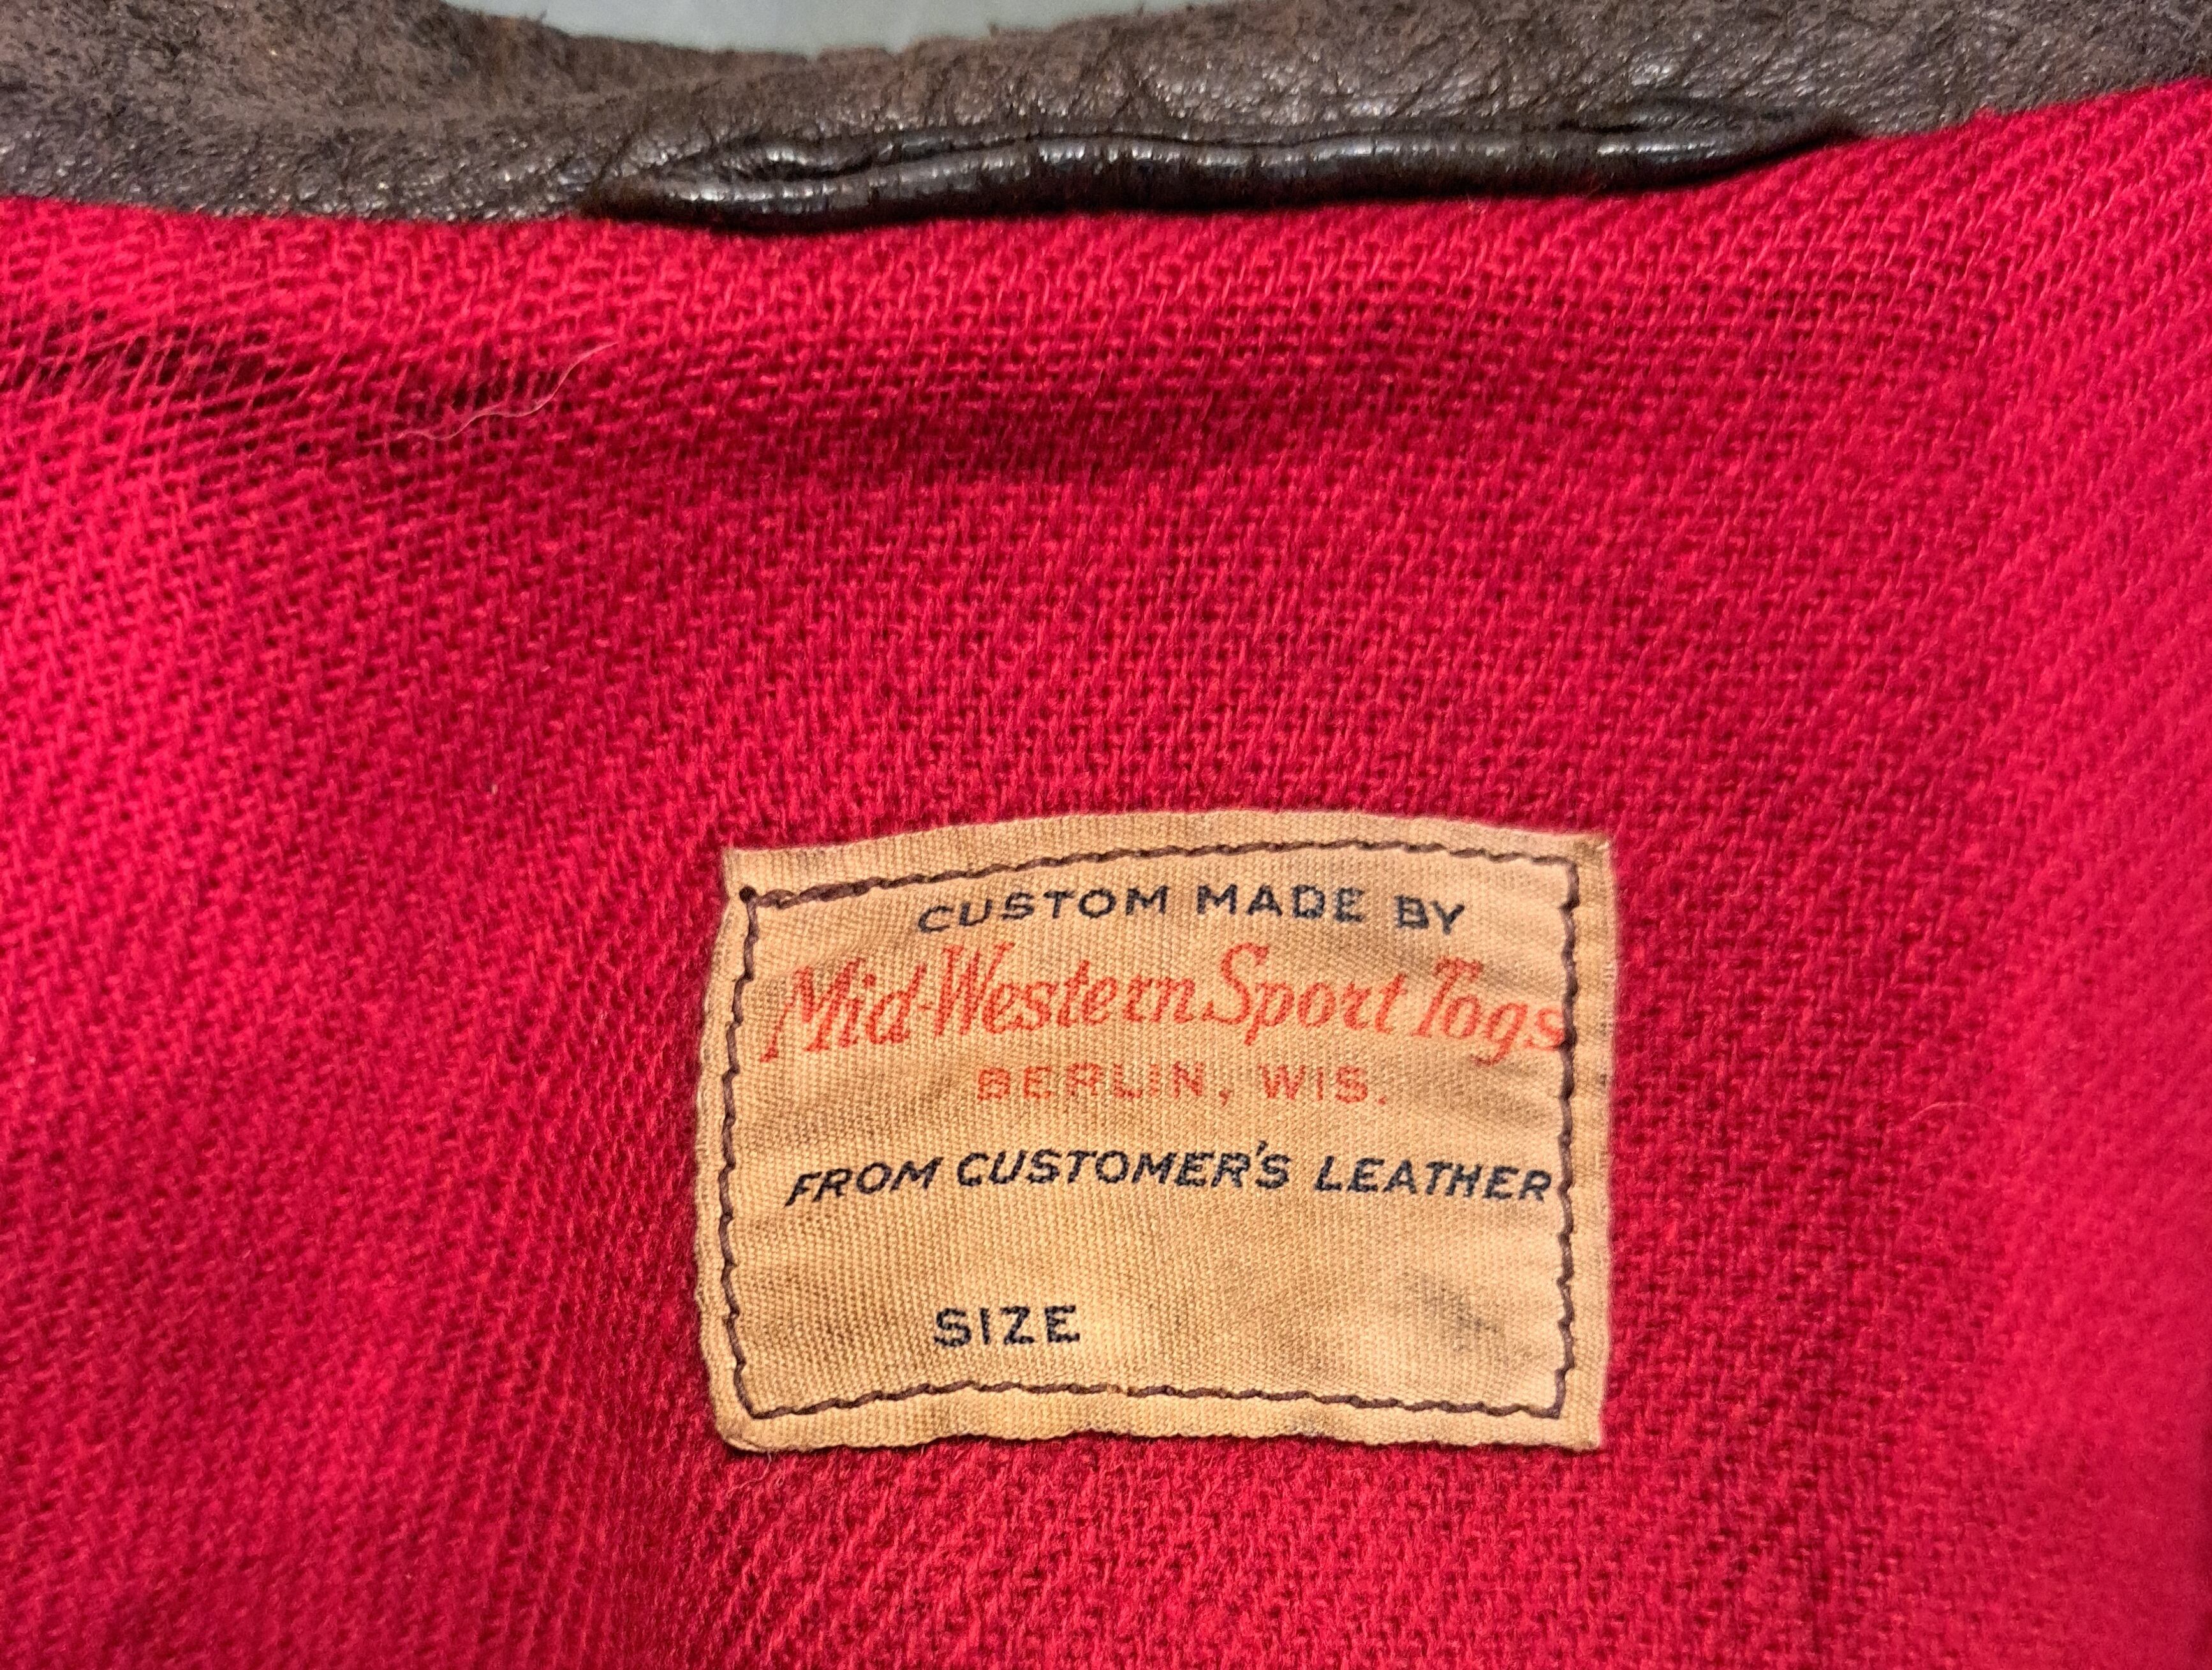 CUSTOM MADE BY
Mid-Western Sport Togs
BERLIN, WIS.
FROM CUSTOMER'S LEATHER
SIZE